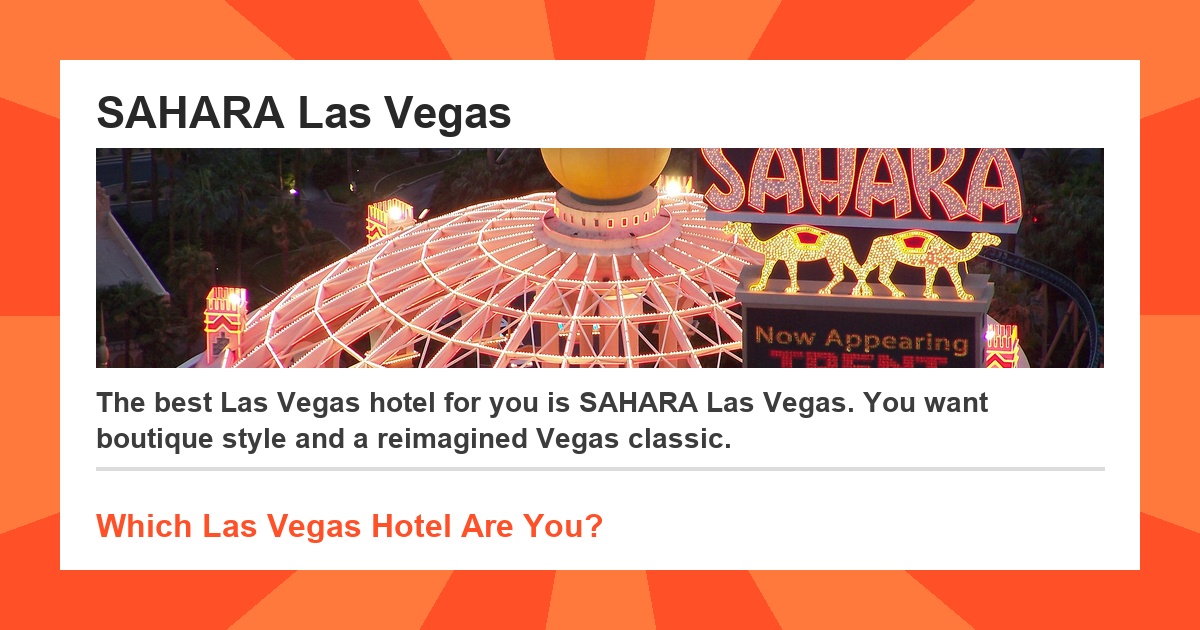 SAHARA Las Vegas
SAHARA
Now Appearing
TRENT
The best Las Vegas hotel for you is SAHARA Las Vegas. You want
boutique style and a reimagined Vegas classic.
Which Las Vegas Hotel Are You?